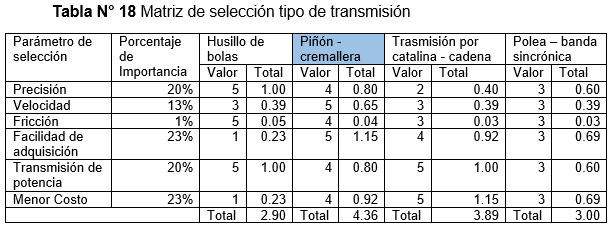 Tabla N° 18 Matriz de selección tipo de transmisión
Parámetro de selección Porcentaje de Importancia Husillo de bolas Piñón - cremallera Trasmisión por catalina - cadena Polea – banda sincrónica
Valor Total Valor Total Valor Total Valor Total
Precisión 20% 5 1.00 4 0.80 2 0.40 3 0.60
Velocidad 13% 3 0.39 5 0.65 3 0.39 3 0.39
Fricción 1% 5 0.05 4 0.04 3 0.03 3 0.03
Facilidad de adquisición 23% 1 0.23 5 1.15 4 0.92 3 0.69
Transmisión de potencia 20% 5 1.00 4 0.80 5 1.00 3 0.60
Menor Costo 23% 1 0.23 4 0.92 5 1.15 3 0.69
Total 2.90 Total 4.36 Total 3.89 Total 3.00